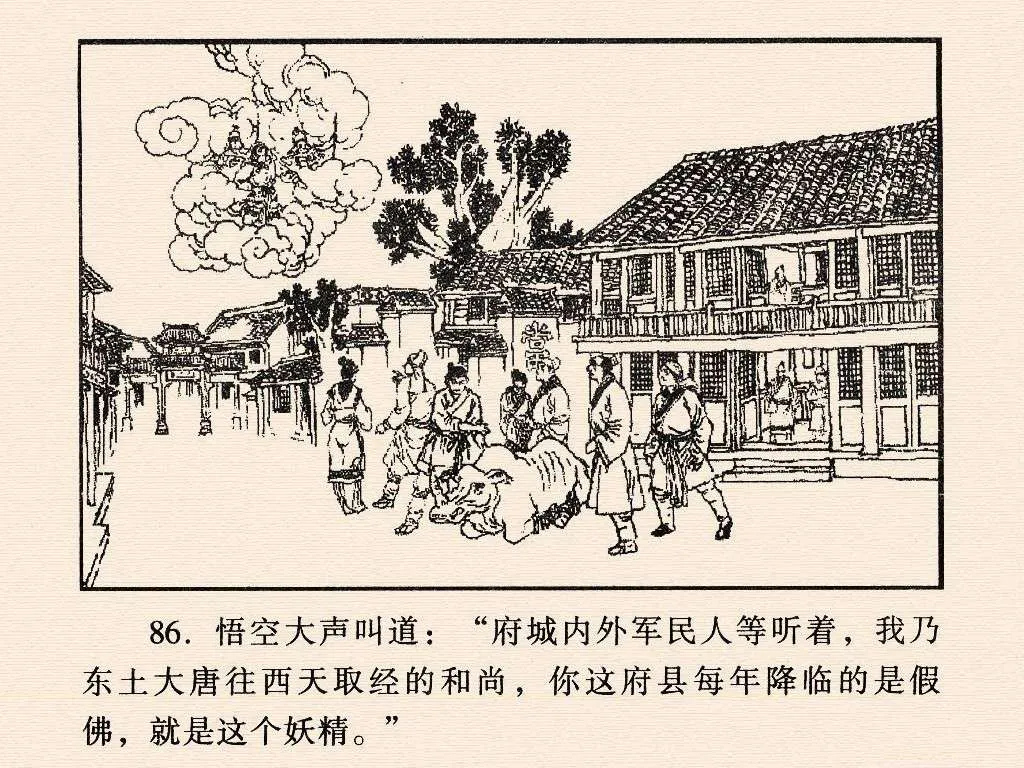 86. 悟空大声叫道：“府城内外军民人等听着，我乃
东土大唐往西天取经的和尚，你这府县每年降临的是假
佛，就是这个妖精。”